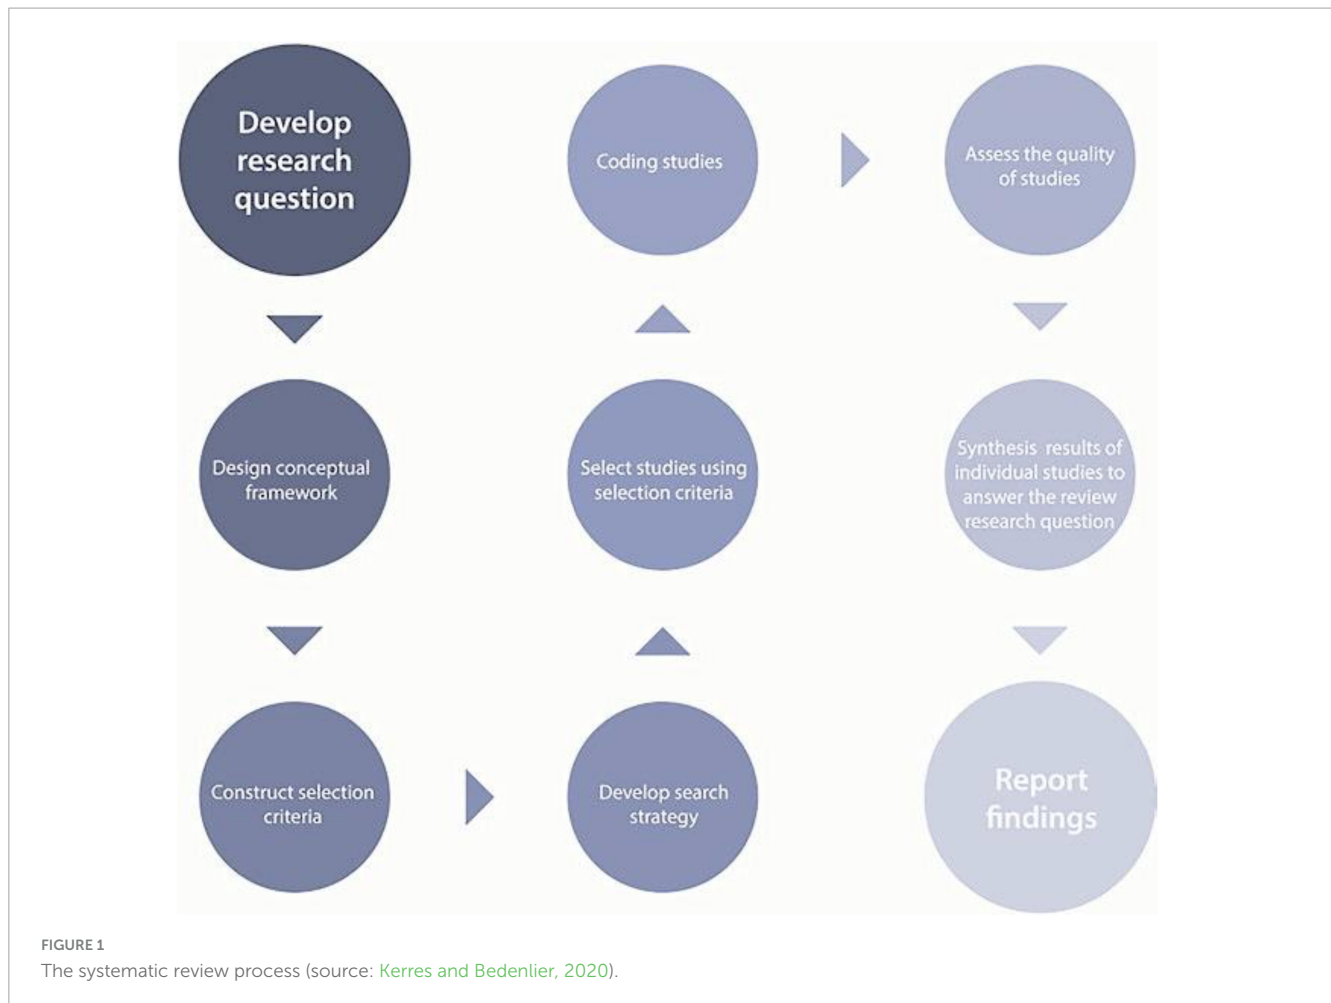 Develop
research
question
Design conceptual
framework
Construct selection
criteria
Develop search
strategy
Select studies using
selection criteria
Coding studies
Assess the quality
of studies
Synthesis results of
individual studies to
answer the review
research question
Report
findings
FIGURE 1
The systematic review process (source: Kerres and Bedenlier, 2020).